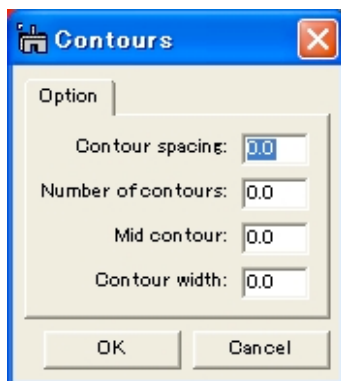 Contours
Option
Contour spacing: 0.0
Number of contours: 0.0
Mid contour: 0.0
Contour width: 0.0
OK Cancel